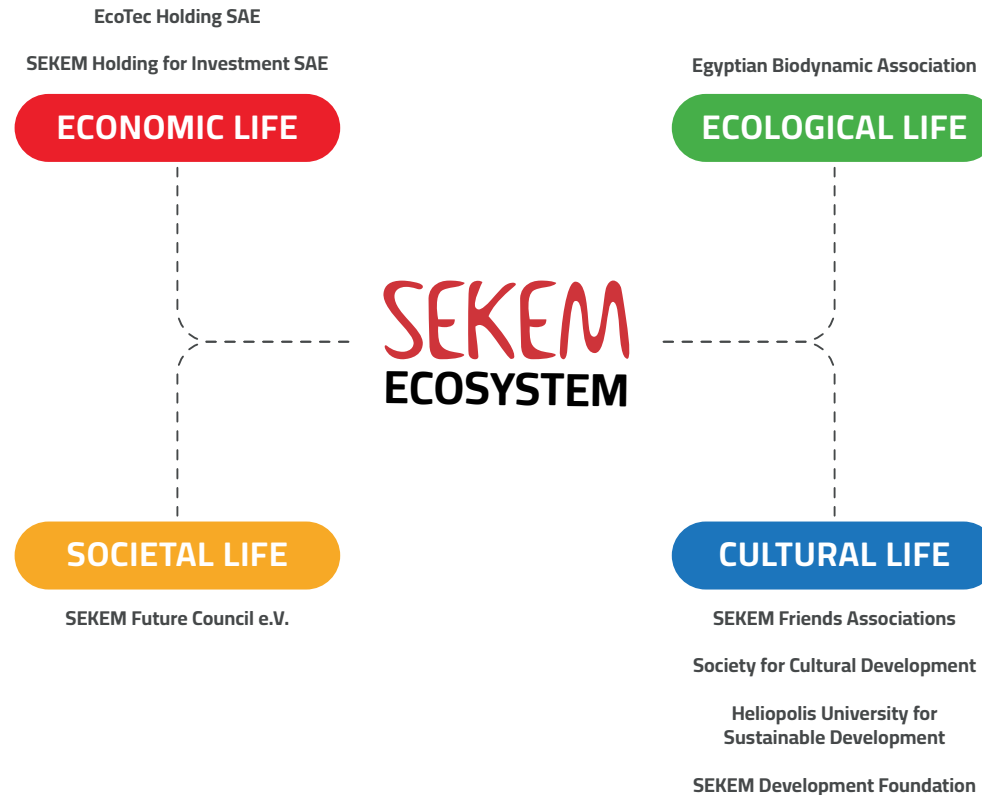 EcoTec Holding SAE
SEKEM Holding for Investment SAE
ECONOMIC LIFE
Egyptian Biodynamic Association
ECOLOGICAL LIFE
SEKEM
ECOSYSTEM
SOCIETAL LIFE
SEKEM Future Council e.V.
CULTURAL LIFE
SEKEM Friends Associations
Society for Cultural Development
Heliopolis University for
Sustainable Development
SEKEM Development Foundation